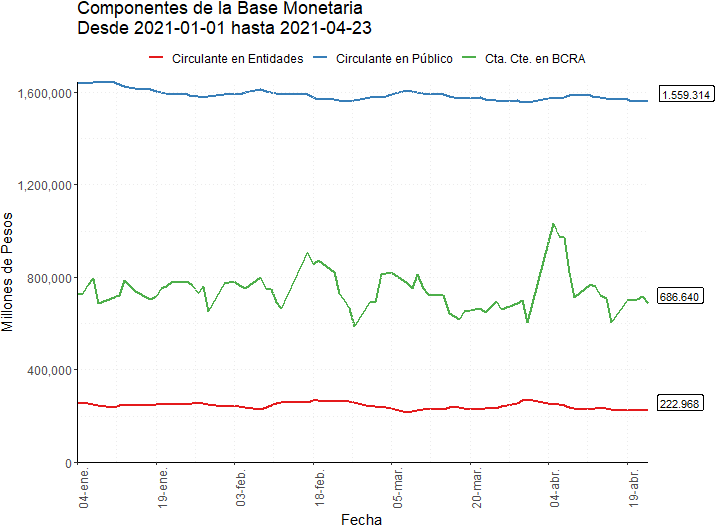 Componentes de la Base Monetaria
Desde 2021-01-01 hasta 2021-04-23
Circulante en Entidades Circulante en Público Cta. Cte. en BCRA
Millones de Pesos
1,600,000
1,200,000
800,000
400,000
0
1.559.314
686.640
222.968
04-ene.
19-ene.
03-feb.
18-feb.
05-mar.
20-mar.
04-abr.
19-abr.
Fecha